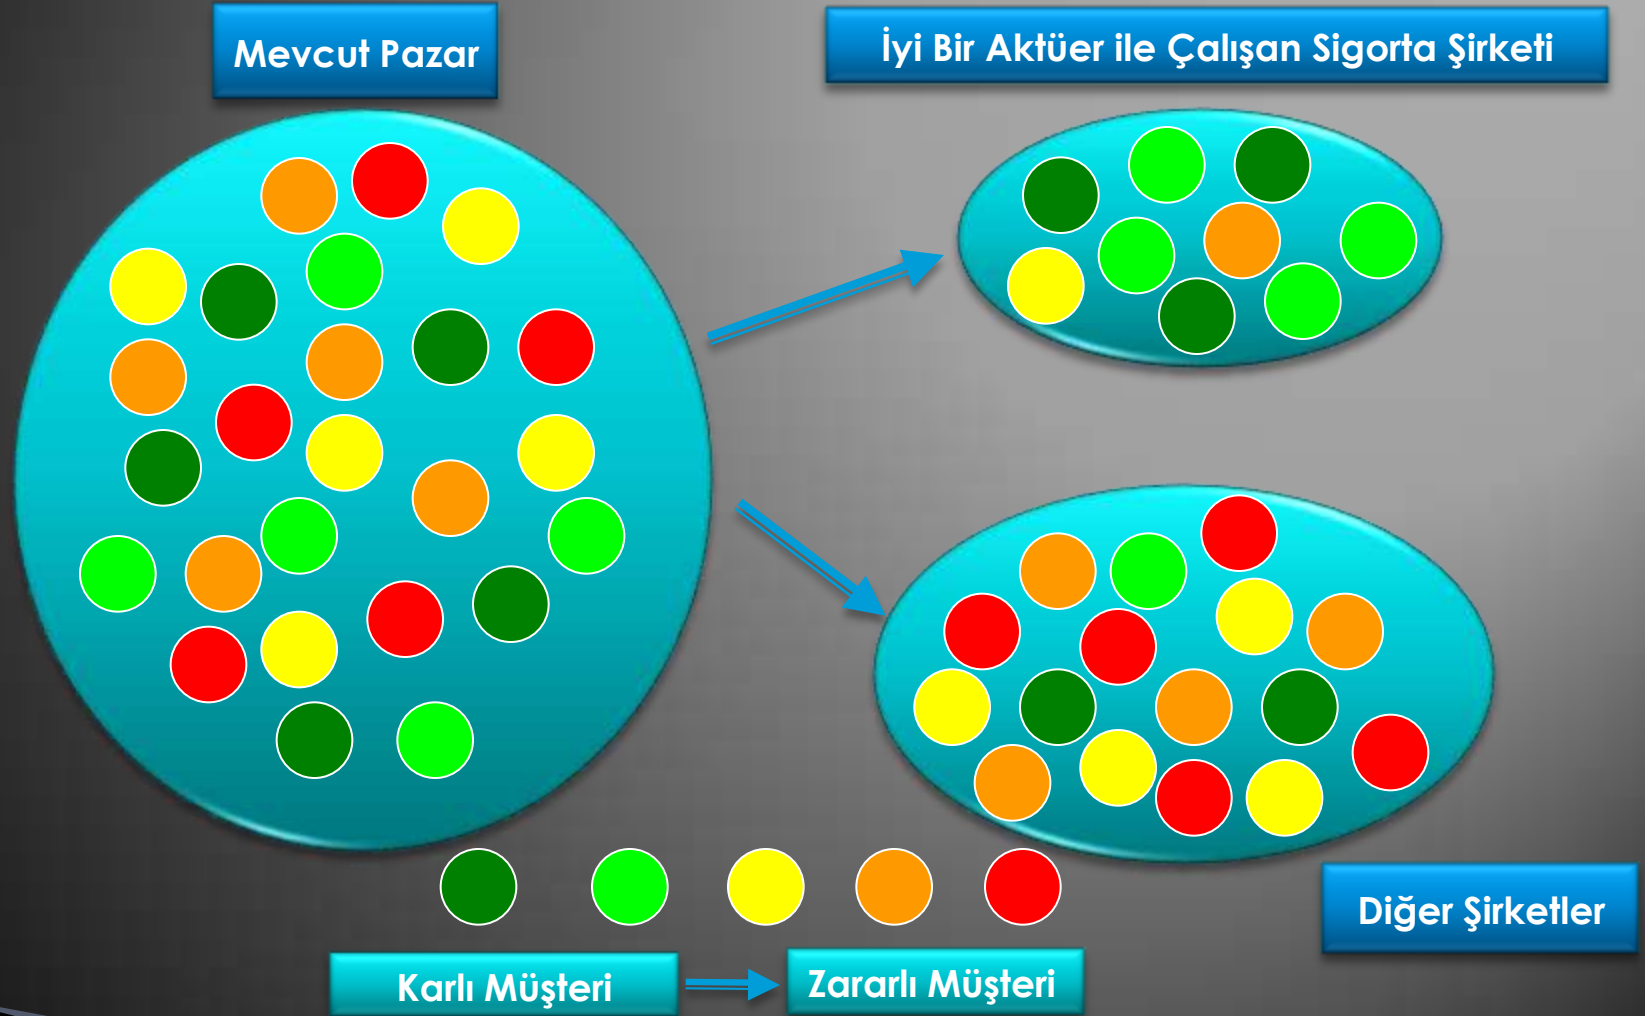 Mevcut Pazar
İyi Bir Aktüer ile Çalışan Sigorta Şirketi
Diğer Şirketler
Karlı Müşteri
Zararlı Müşteri